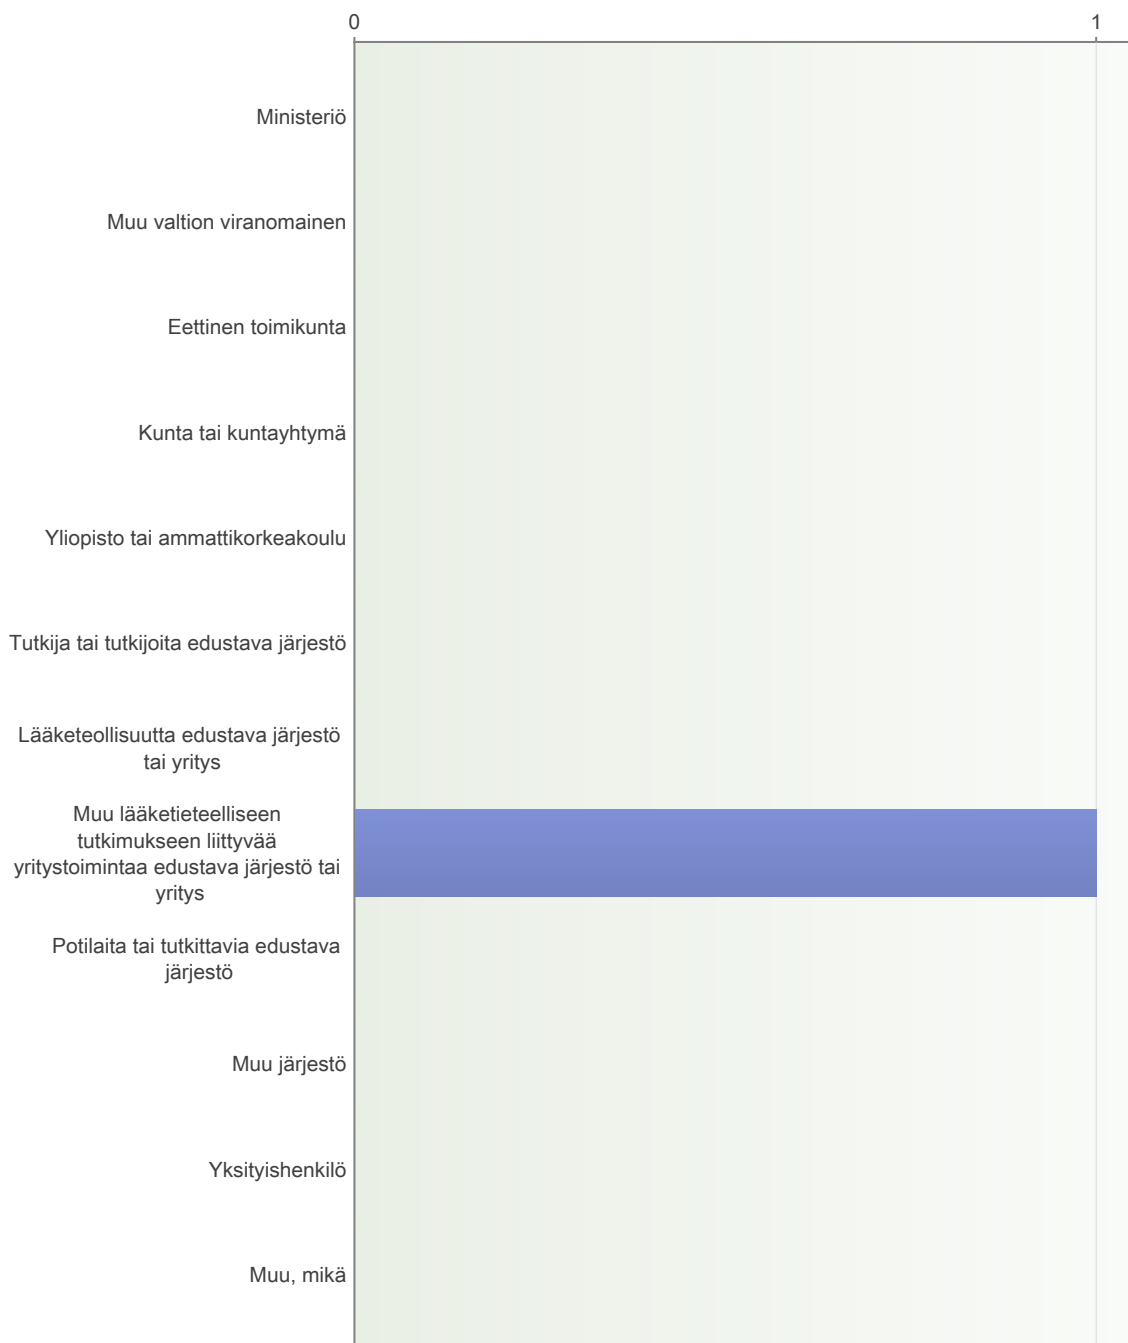 0 1
Ministeriö
Muu valtion viranomainen
Eettinen toimikunta
Kunta tai kuntayhtymä
Yliopisto tai ammattikorkeakoulu
Tutkija tai tutkijoita edustava järjestö
Lääketeollisuutta edustava järjestö
tai yritys
Muu lääketieteelliseen
tutkimukseen liittyvää
yritystoimintaa edustava järjestö tai
yritys
Potilaita tai tutkittavia edustava
järjestö
Muu järjestö
Yksityishenkilö
Muu, mikä